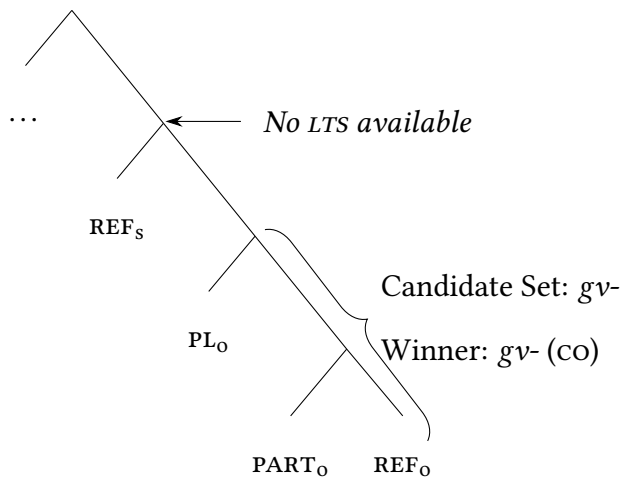 ...
No LTS available
REFs
Candidate Set: gv-
PLO
Winner: gv- (CO)
PARTO REFO